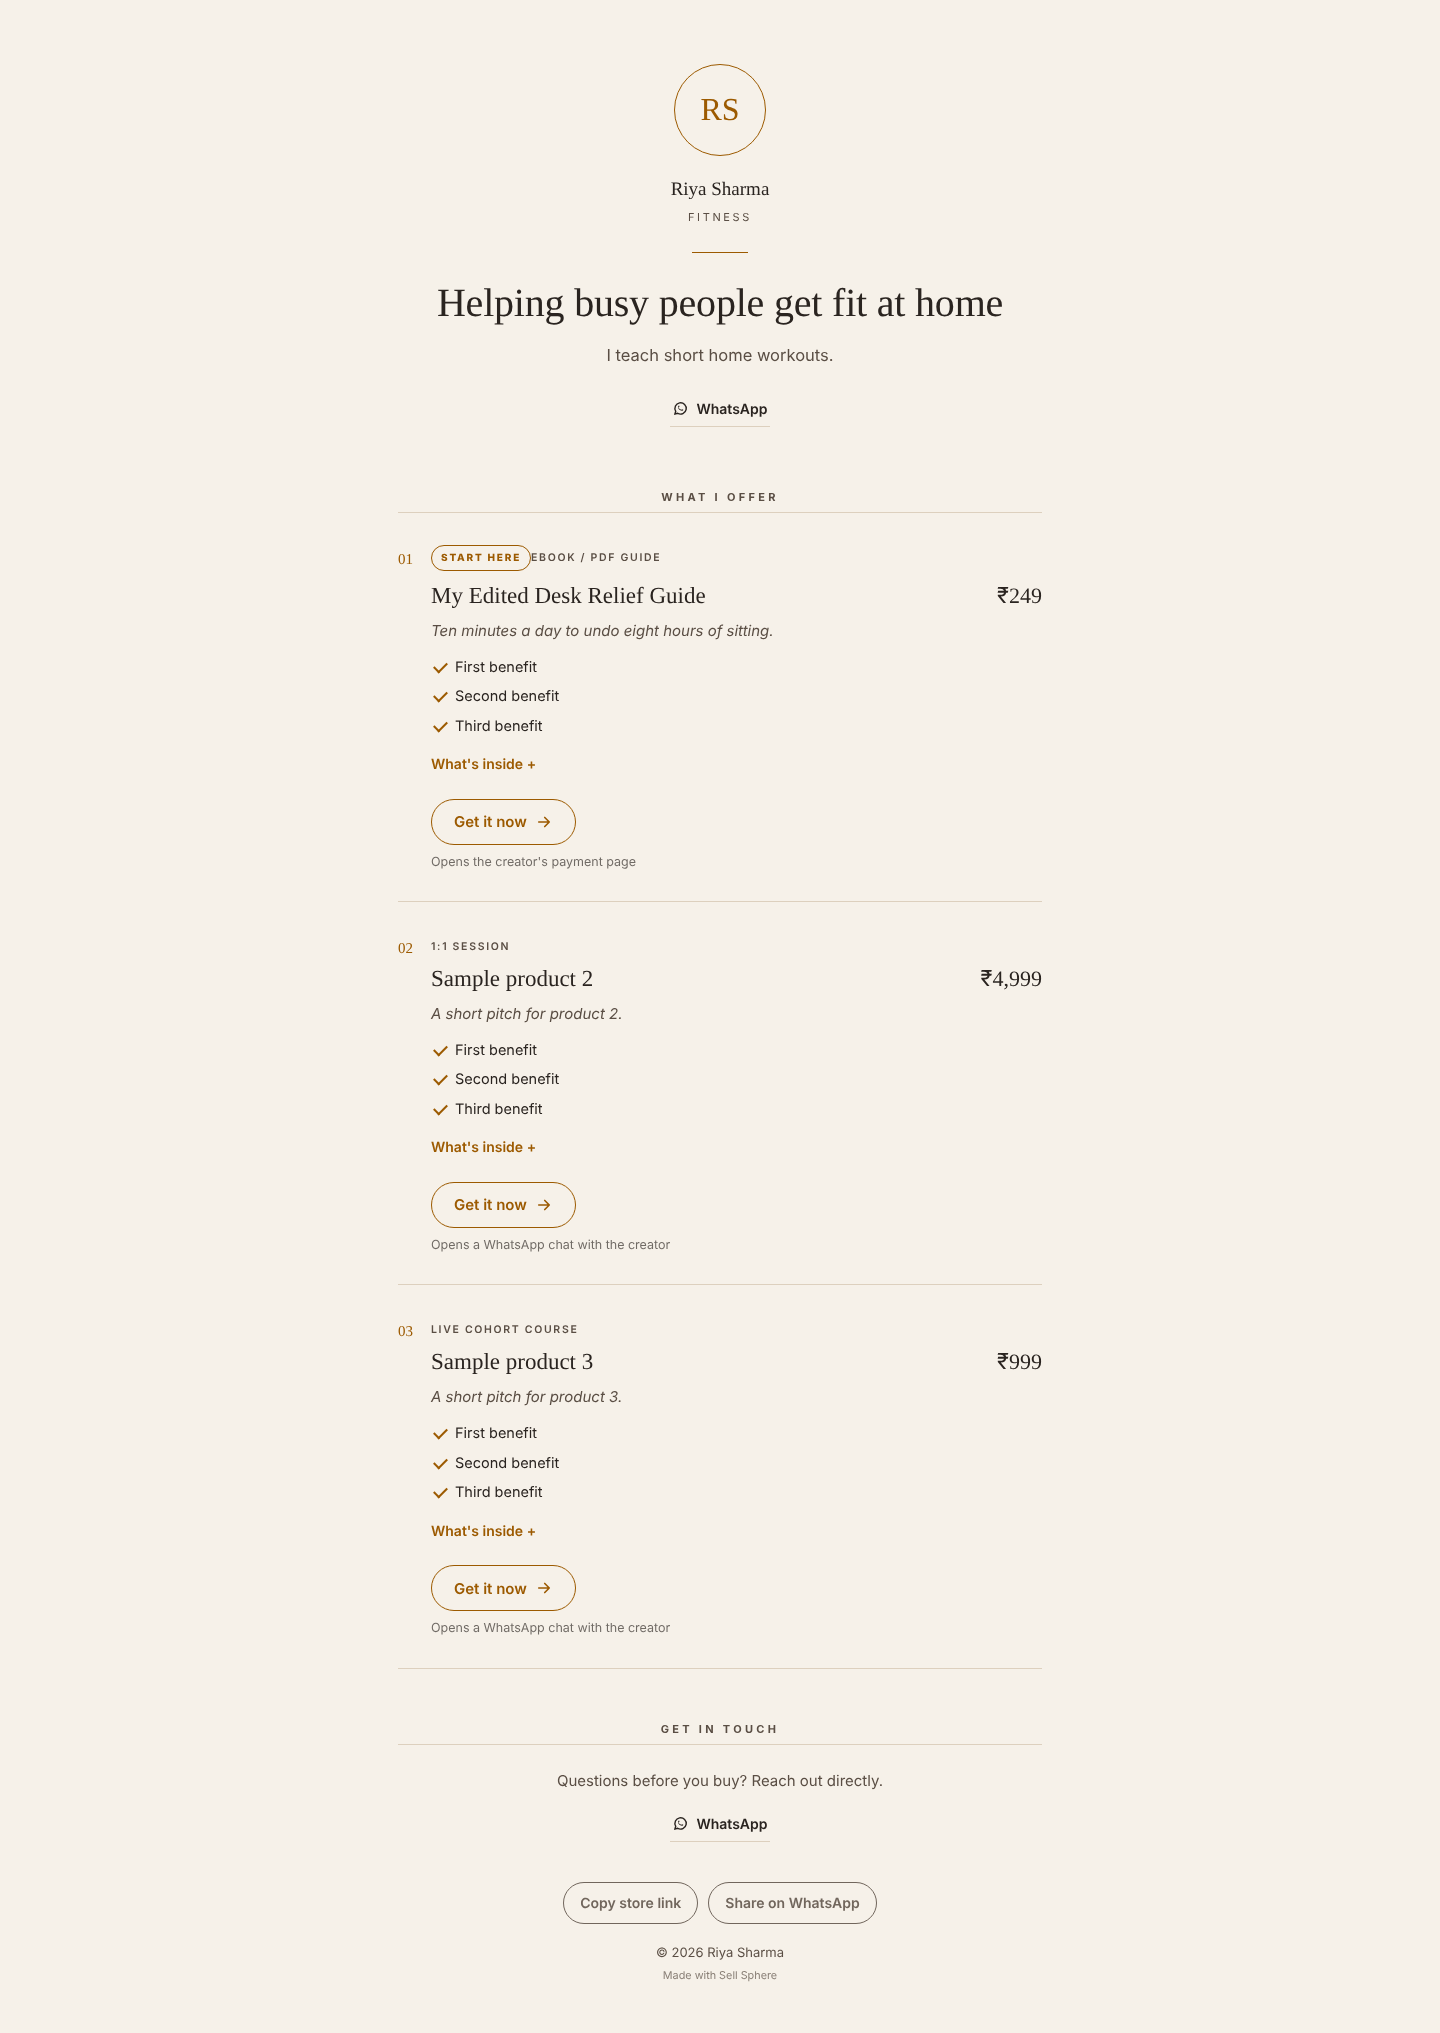 RS
Riya Sharma
FITNESS
Helping busy people get fit at home
I teach short home workouts.
WhatsApp
WHAT I OFFER
01 START HERE EBOOK / PDF GUIDE
My Edited Desk Relief Guide ₹249
Ten minutes a day to undo eight hours of sitting.
First benefit
Second benefit
Third benefit
What's inside +
Get it now →
Opens the creator's payment page
02 1:1 SESSION
Sample product 2 ₹4,999
A short pitch for product 2.
First benefit
Second benefit
Third benefit
What's inside +
Get it now →
Opens a WhatsApp chat with the creator
03 LIVE COHORT COURSE
Sample product 3 ₹999
A short pitch for product 3.
First benefit
Second benefit
Third benefit
What's inside +
Get it now →
Opens a WhatsApp chat with the creator
GET IN TOUCH
Questions before you buy? Reach out directly.
WhatsApp
Copy store link Share on WhatsApp
© 2026 Riya Sharma
Made with Sell Sphere